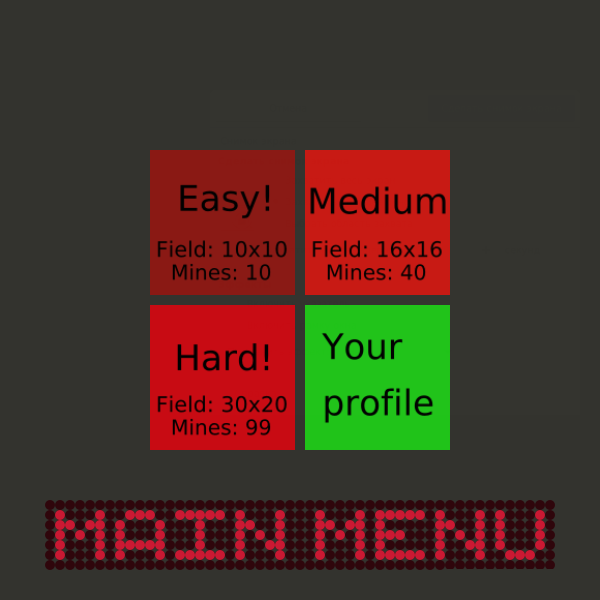 Easy!
Field: 10x10
Mines: 10
Medium
Field: 16x16
Mines: 40
Hard!
Field: 30x20
Mines: 99
Your
profile
MAIN MENU